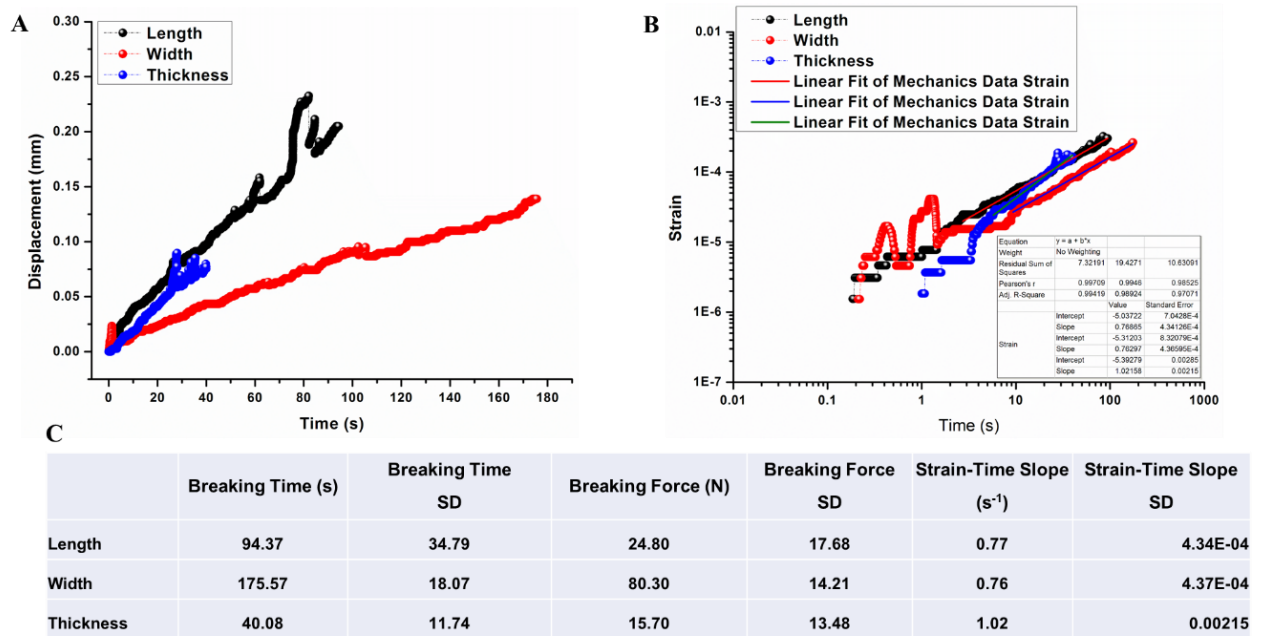 A
0.30
0.25
0.20
0.15
0.10
0.05
0.00
Displacement (mm)
Length
Width
Thickness
0 20 40 60 80 100 120 140 160 180
Time (s)
B
0.01
1E-3
1E-4
1E-5
1E-6
1E-7
Strain
Length
Width
Thickness
Linear Fit of Mechanics Data Strain
Linear Fit of Mechanics Data Strain
Linear Fit of Mechanics Data Strain
Equation y = a + b*x
Weight No Weighting
Residual Sum of Squares 7.32191 19.4271 10.63091
Pearson's r 0.99709 0.9946 0.98525
Adj. R-Square 0.99419 0.98924 0.97071
Value Standard Error
Strain
Intercept -5.03722 7.0428E-4
Slope 0.76865 4.34126E-4
Intercept -5.31203 8.32079E-4
Slope 0.76297 4.36595E-4
Intercept -5.39279 0.00285
Slope 1.02158 0.00215
0.01 0.1 1 10 100 1000
Time (s)
C
Breaking Time (s) Breaking Time SD Breaking Force (N) Breaking Force SD Strain-Time Slope (s-1) Strain-Time Slope SD
Length 94.37 34.79 24.80 17.68 0.77 4.34E-04
Width 175.57 18.07 80.30 14.21 0.76 4.37E-04
Thickness 40.08 11.74 15.70 13.48 1.02 0.00215